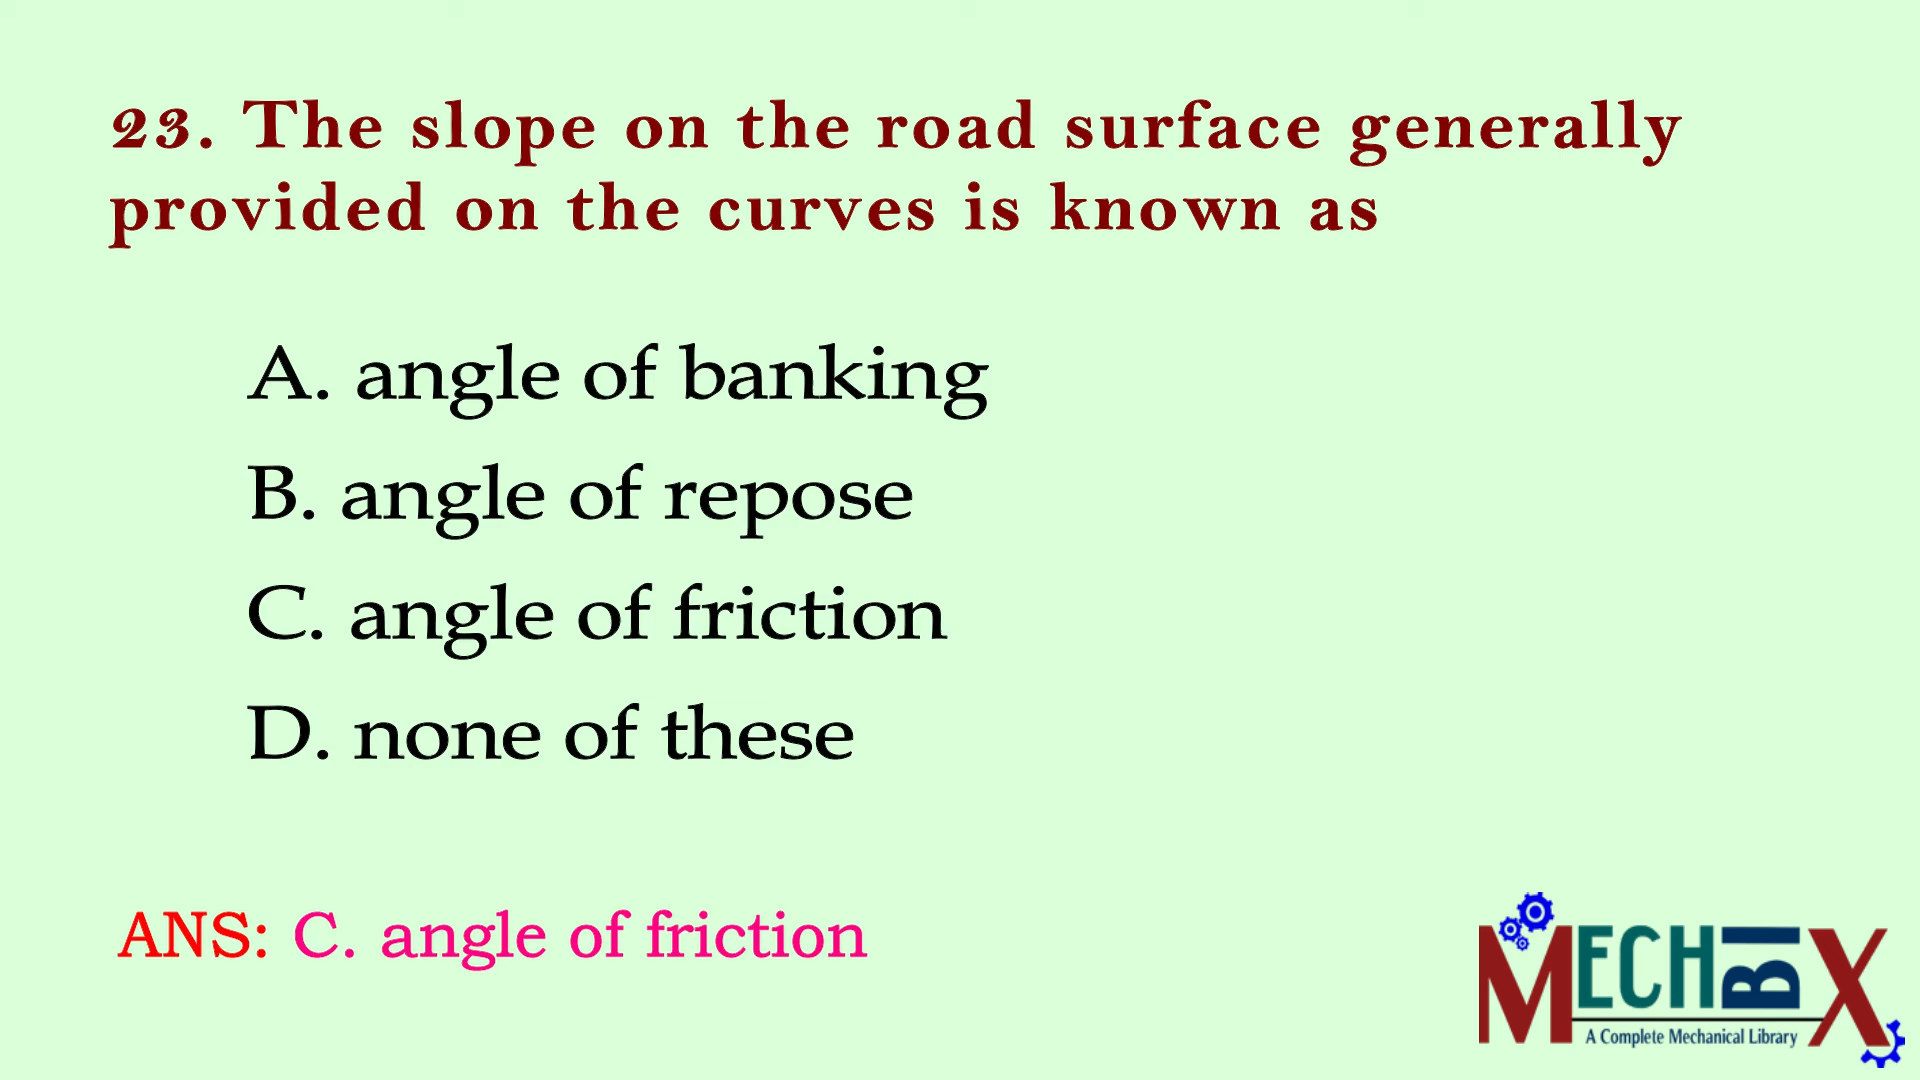 23. The slope on the road surface generally
provided on the curves is known as
A. angle of banking
B. angle of repose
C. angle of friction
D. none of these
ANS: C. angle of friction
MECHBIX
A Complete Mechanical Library